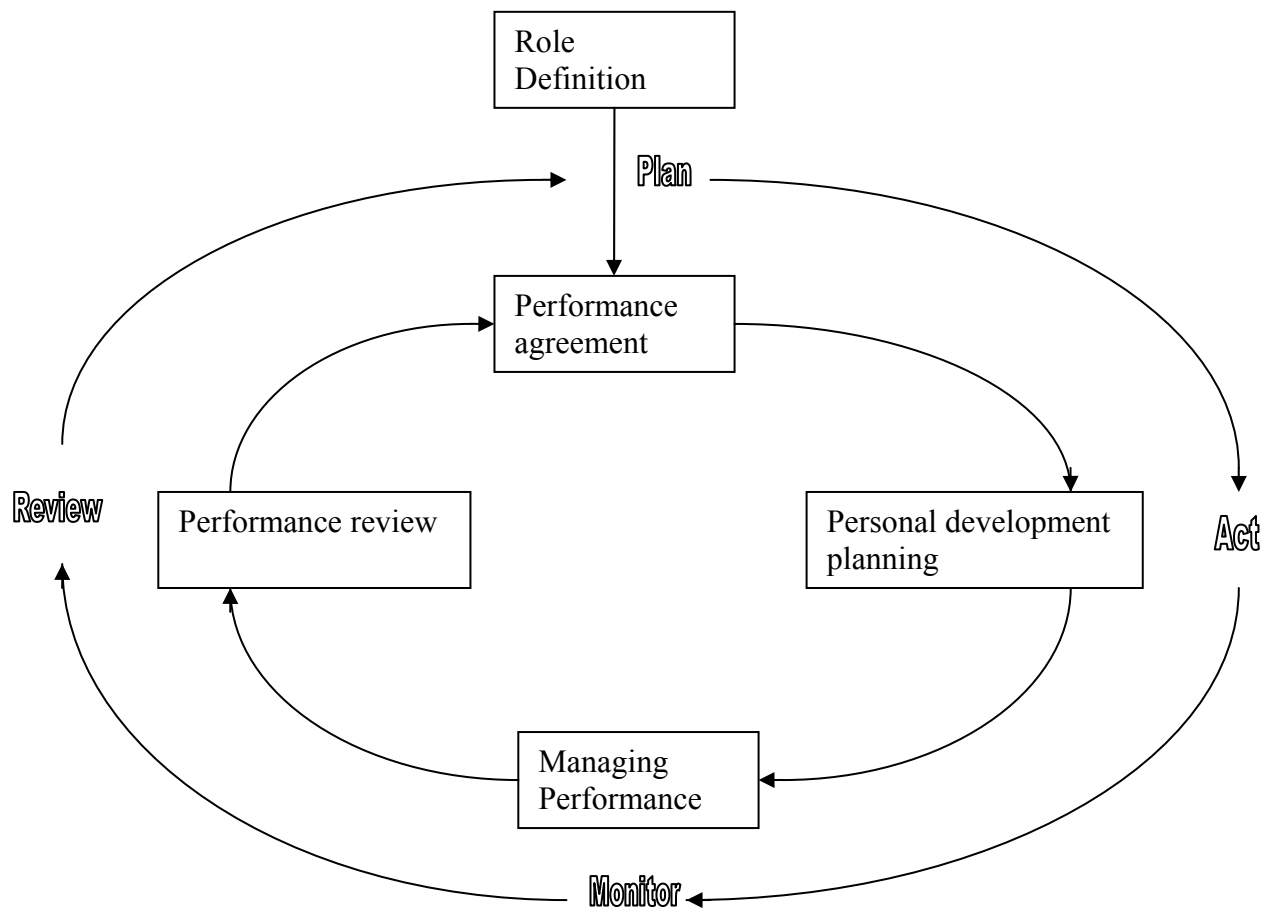 Role
Definition
Plan
Performance
agreement
Review
Performance review
Personal development
planning
Act
Managing
Performance
Monitor